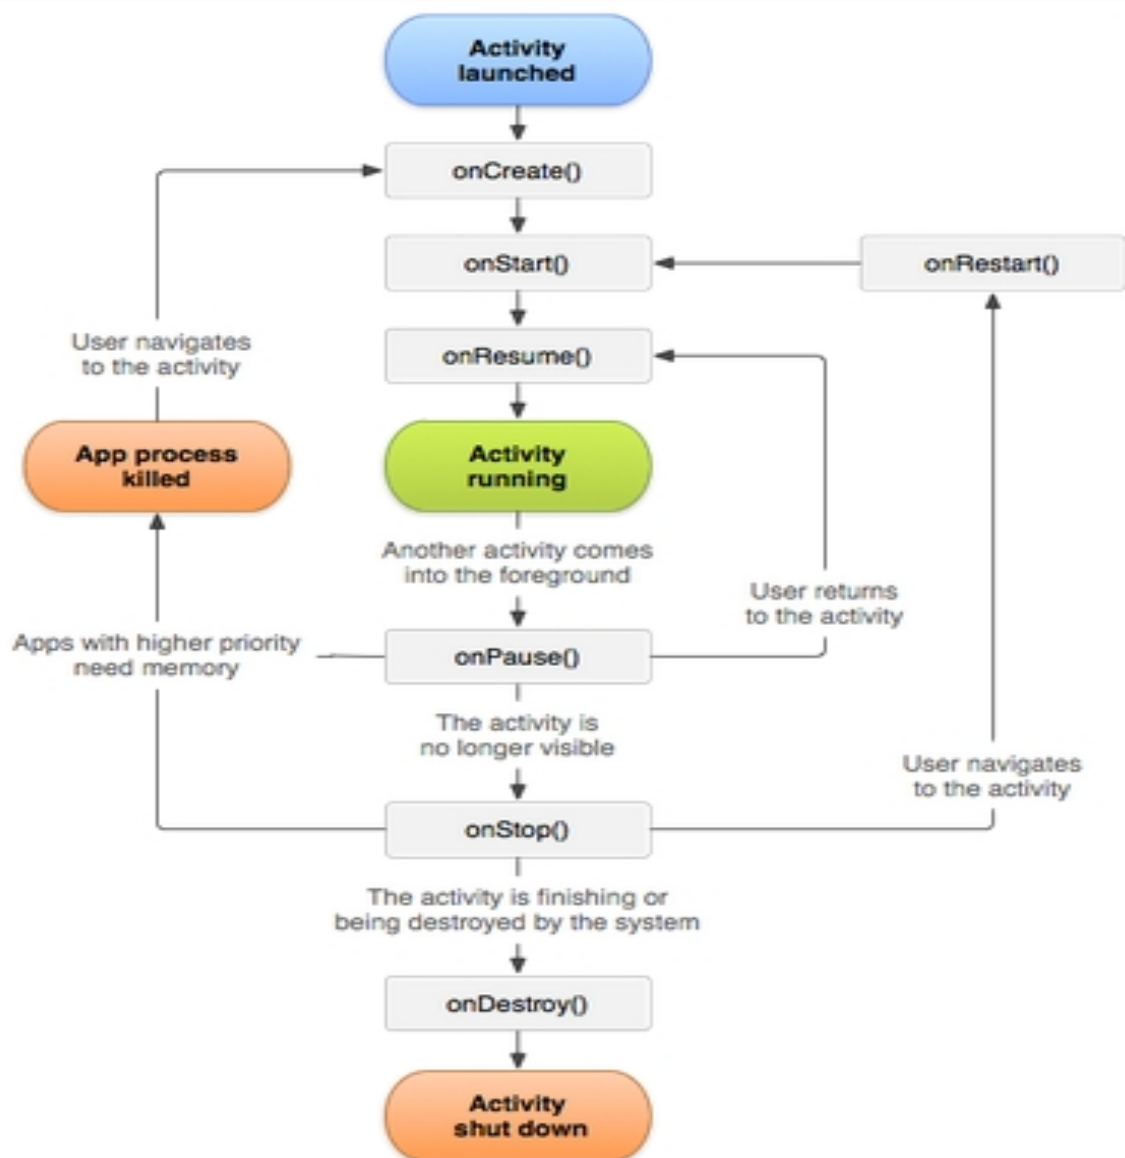 Activity
launched
onCreate()
onStart()
onRestart()
User navigates
to the activity
onResume()
App process
killed
Activity
running
Another activity comes
into the foreground
User returns
to the activity
Apps with higher priority
need memory
onPause()
The activity is
no longer visible
User navigates
to the activity
onStop()
The activity is finishing or
being destroyed by the system
onDestroy()
Activity
shut down